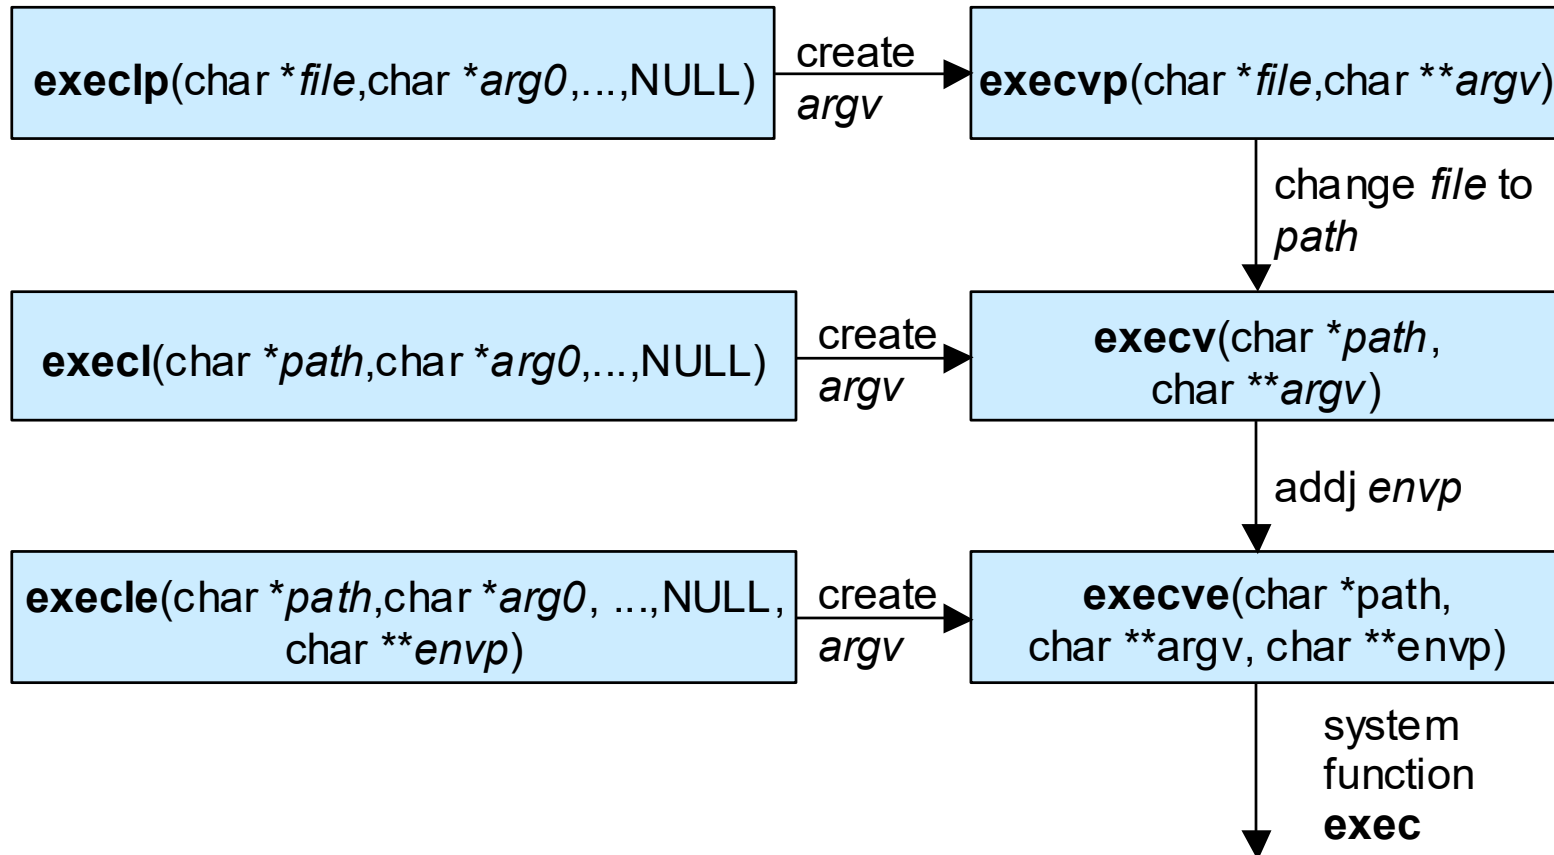 execlp(char *file,char *arg0,...,NULL)
create
argv
execvp(char *file,char **argv)
change file to
path
execl(char *path,char *arg0,...,NULL)
create
argv
execv(char *path,
char **argv)
addj envp
execle(char *path,char *arg0, ...,NULL,
char **envp)
create
argv
execve(char *path,
char **argv, char **envp)
system
function
exec